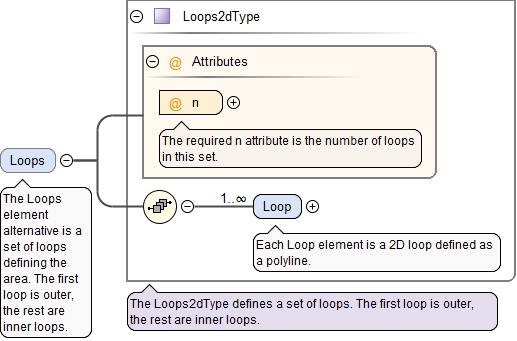 Loops2dType
@ Attributes
@ n
The required n attribute is the number of loops
in this set.
Loops
The Loops
element
alternative is a
set of loops
defining the
area. The first
loop is outer,
the rest are
inner loops.
1..∞
Loop
Each Loop element is a 2D loop defined as
a polyline.
The Loops2dType defines a set of loops. The first loop is outer,
the rest are inner loops.